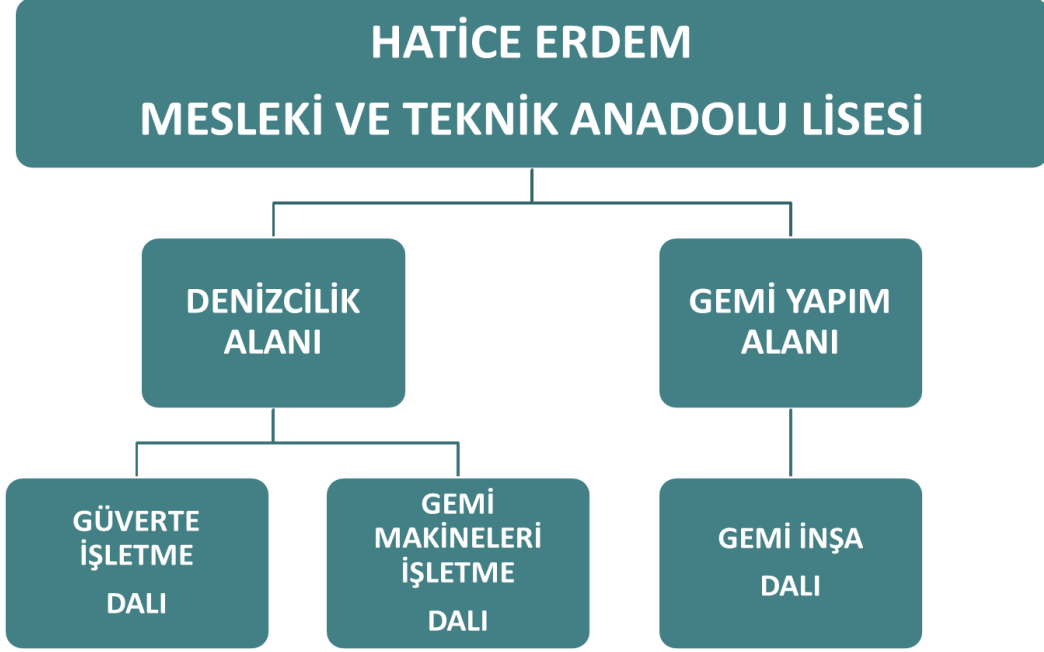 HATİCE ERDEM
MESLEKİ VE TEKNİK ANADOLU LİSESİ
DENİZCİLİK
ALANI
GEMİ YAPIM
ALANI
GÜVERTE
İŞLETME
DALI
GEMİ
MAKİNELERİ
İŞLETME
DALI
GEMİ İNŞA
DALI